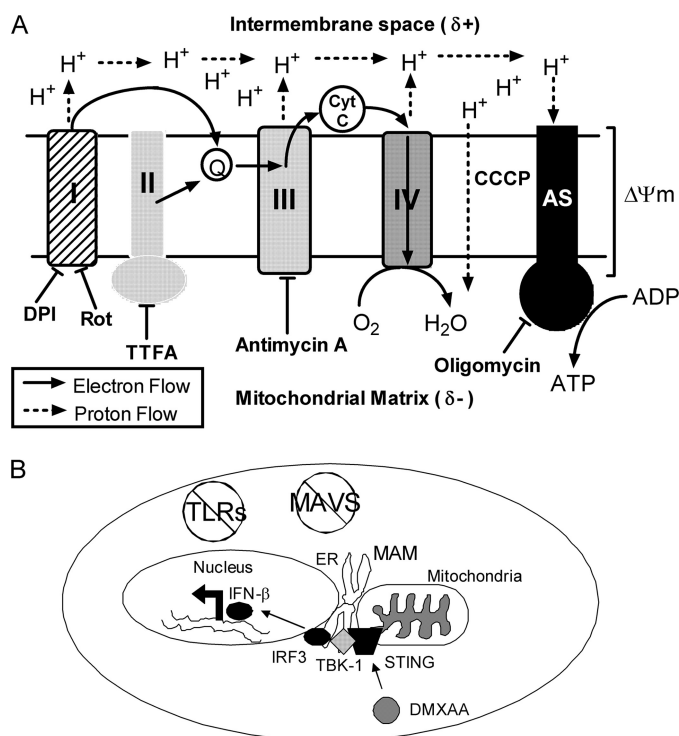 A
Intermembrane space ( δ+)
H+ H+ H+ H+ H+
H+ H+ H+ H+ H+
Cyt
C
I
II
Q
III
IV
CCCP
AS
ΔΨm
DPI
Rot
TTFA
Antimycin A
O2
H2O
Oligomycin
ADP
ATP
Electron Flow
Proton Flow
Mitochondrial Matrix ( δ-)
B
TLRs
MAVS
Nucleus
ER
MAM
Mitochondria
IFN-β
IRF3
TBK-1
STING
DMXAA